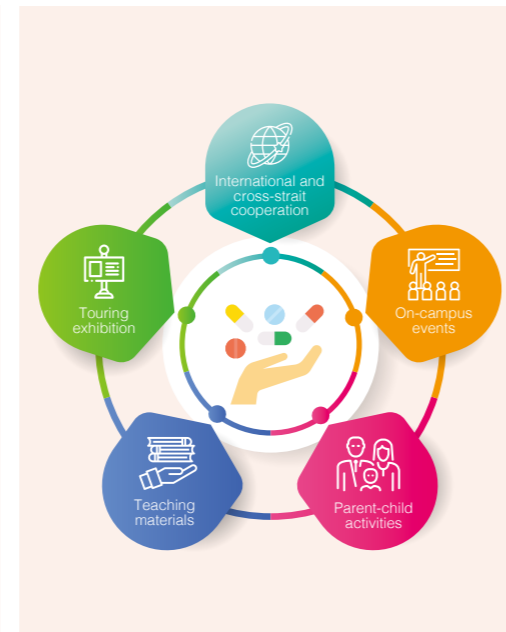 International and
cross-strait
cooperation
Touring
exhibition
On-campus
events
Teaching
materials
Parent-child
activities